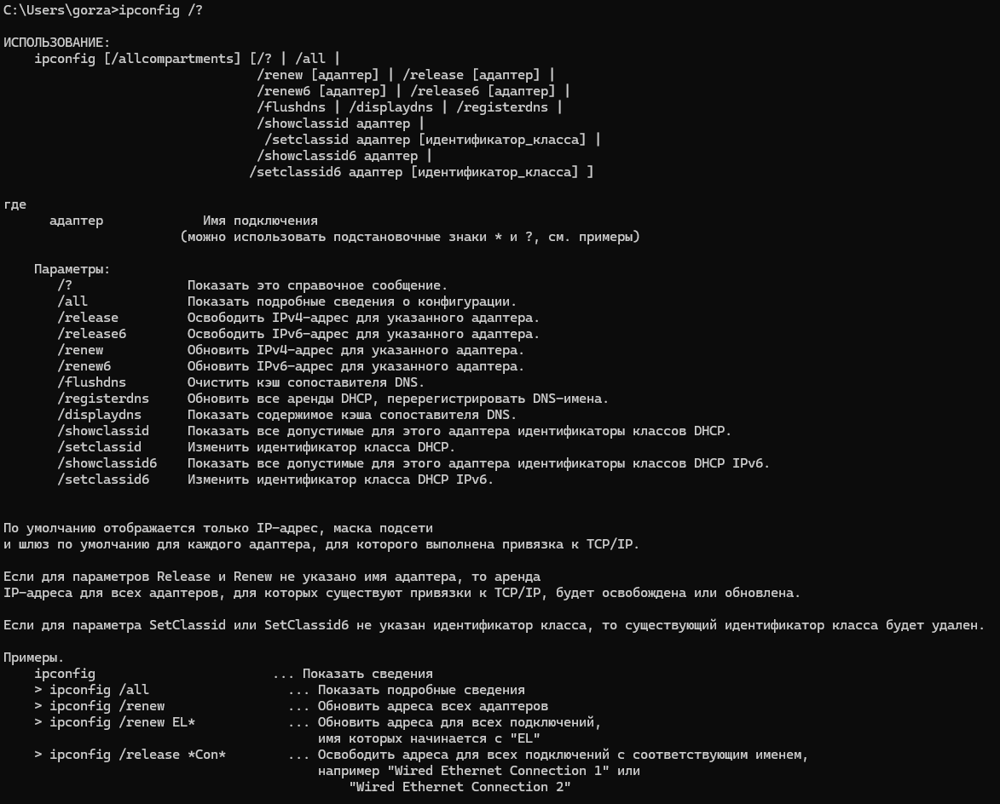 C:\Users\gorza>ipconfig /?

ИСПОЛЬЗОВАНИЕ:
    ipconfig [/allcompartments] [/? | /all |
                                 /renew [адаптер] | /release [адаптер] |
                                 /renew6 [адаптер] | /release6 [адаптер] |
                                 /flushdns | /displaydns | /registerdns |
                                 /showclassid адаптер |
                                  /setclassid адаптер [идентификатор_класса] |
                                 /showclassid6 адаптер |
                                /setclassid6 адаптер [идентификатор_класса] ]

где
      адаптер             Имя подключения
                       (можно использовать подстановочные знаки * и ?, см. примеры)

    Параметры:
       /?               Показать это справочное сообщение.
       /all             Показать подробные сведения о конфигурации.
       /release         Освободить IPv4-адрес для указанного адаптера.
       /release6        Освободить IPv6-адрес для указанного адаптера.
       /renew           Обновить IPv4-адрес для указанного адаптера.
       /renew6          Обновить IPv6-адрес для указанного адаптера.
       /flushdns        Очистить кэш сопоставителя DNS.
       /registerdns     Обновить все аренды DHCP, перерегистрировать DNS-имена.
       /displaydns      Показать содержимое кэша сопоставителя DNS.
       /showclassid     Показать все допустимые для этого адаптера идентификаторы классов DHCP.
       /setclassid      Изменить идентификатор класса DHCP.
       /showclassid6    Показать все допустимые для этого адаптера идентификаторы классов DHCP IPv6.
       /setclassid6     Изменить идентификатор класса DHCP IPv6.


По умолчанию отображается только IP-адрес, маска подсети
и шлюз по умолчанию для каждого адаптера, для которого выполнена привязка к TCP/IP.

Если для параметров Release и Renew не указано имя адаптера, то аренда
IP-адреса для всех адаптеров, для которых существуют привязки к TCP/IP, будет освобождена или обновлена.

Если для параметра SetClassid или SetClassid6 не указан идентификатор класса, то существующий идентификатор класса будет удален.

Примеры.
    ipconfig                       ... Показать сведения
    > ipconfig /all                  ... Показать подробные сведения
    > ipconfig /renew                ... Обновить адреса всех адаптеров
    > ipconfig /renew EL*            ... Обновить адреса для всех подключений,
                                         имя которых начинается с "EL"
    > ipconfig /release *Con*        ... Освободить адреса для всех подключений с соответствующим именем,
                                         например "Wired Ethernet Connection 1" или
                                             "Wired Ethernet Connection 2"